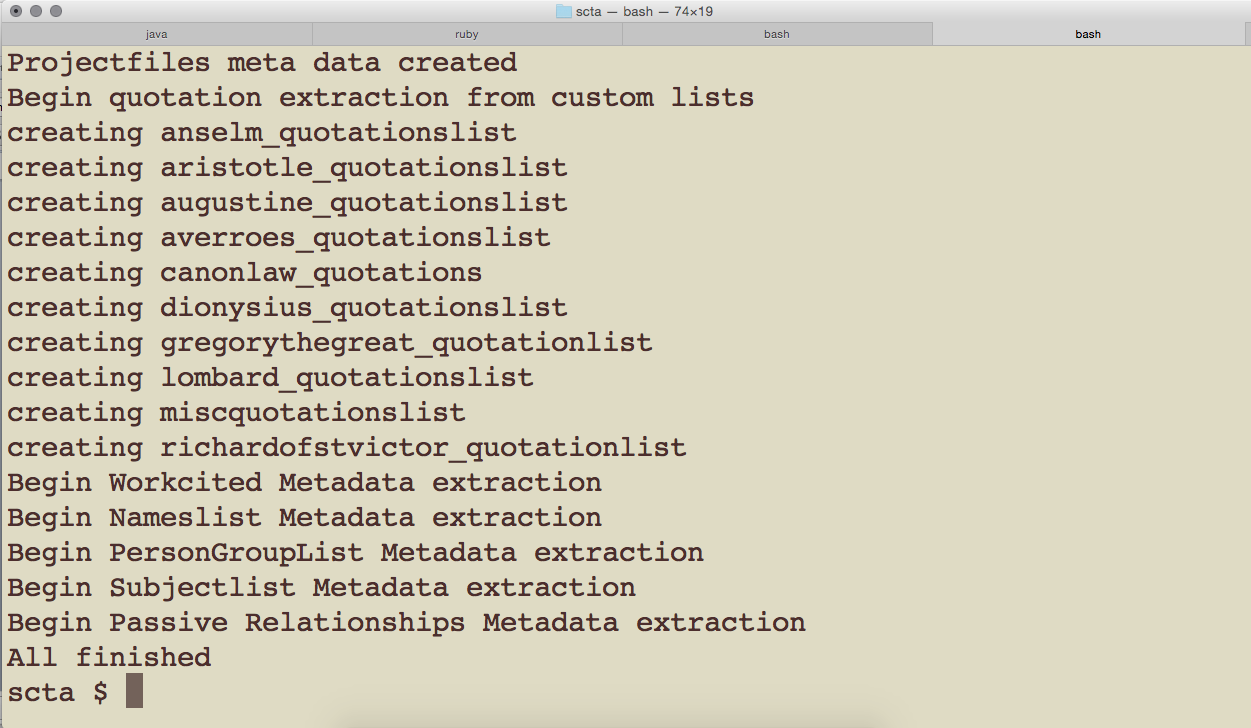 scta — bash — 74×19
java ruby bash bash
Projectfiles meta data created
Begin quotation extraction from custom lists
creating anselm_quotationslist
creating aristotle_quotationslist
creating augustine_quotationslist
creating averroes_quotationslist
creating canonlaw_quotations
creating dionysius_quotationslist
creating gregorythegreat_quotationlist
creating lombard_quotationslist
creating miscquotationslist
creating richardofstvictor_quotationlist
Begin Workcited Metadata extraction
Begin Nameslist Metadata extraction
Begin PersonGroupList Metadata extraction
Begin Subjectlist Metadata extraction
Begin Passive Relationships Metadata extraction
All finished
scta $